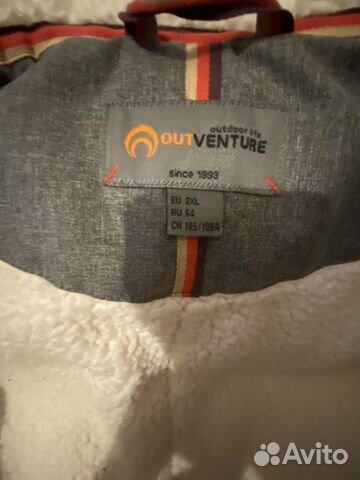 outdoor life
OUTVENTURE
since 1993
EU 2XL
RU 54
CN 185/108A
Avito